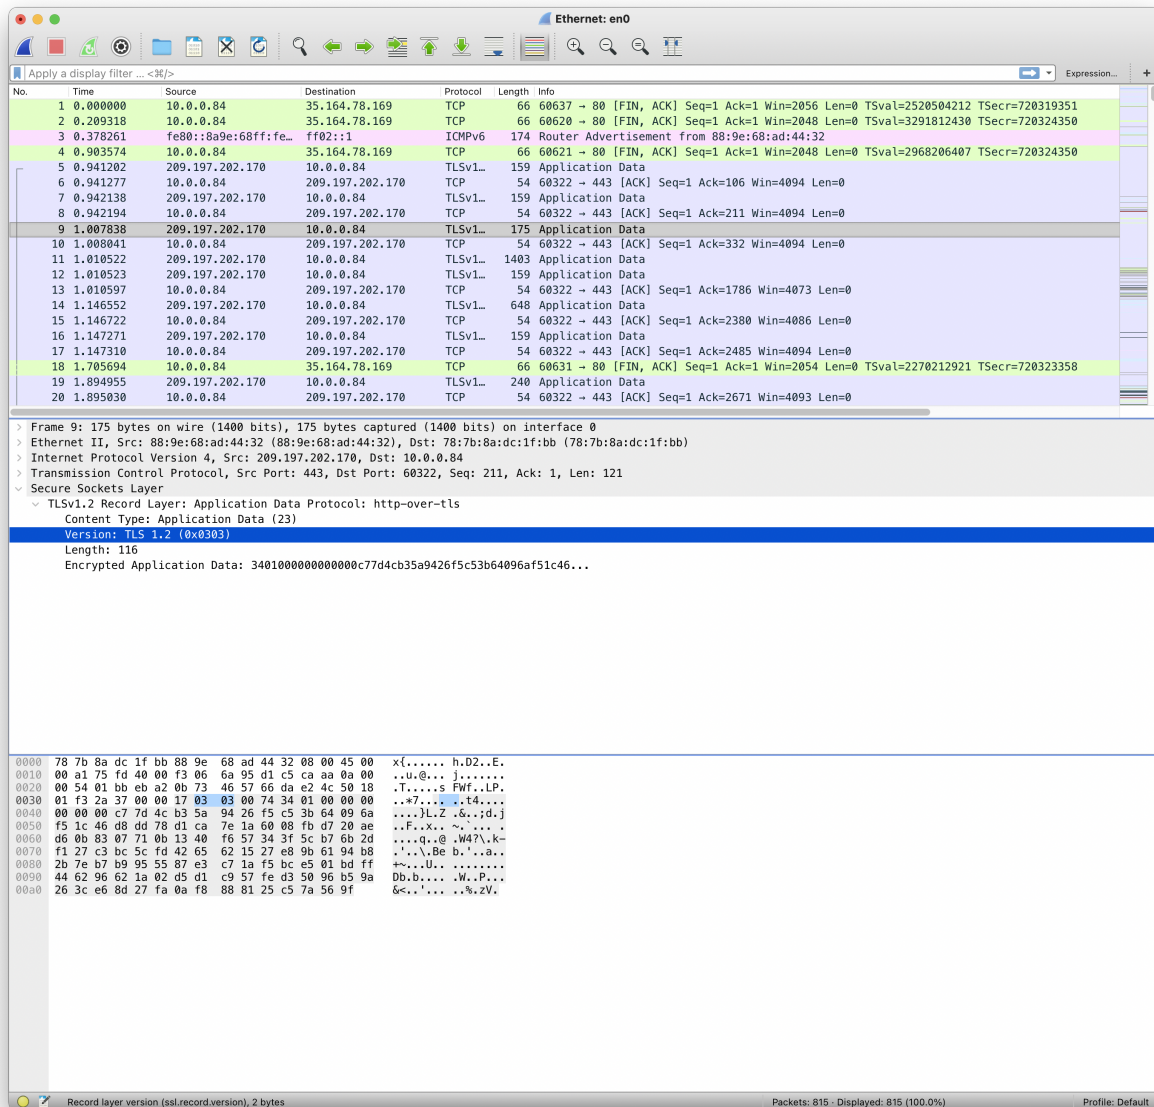 Ethernet: en0
Apply a display filter ... <⌘/>
Expression...
+
No. Time Source Destination Protocol Length Info
1 0.000000 10.0.0.84 35.164.78.169 TCP 66 60637 → 80 [FIN, ACK] Seq=1 Ack=1 Win=2056 Len=0 TSval=2520504212 TSecr=720319351
2 0.209318 10.0.0.84 35.164.78.169 TCP 66 60620 → 80 [FIN, ACK] Seq=1 Ack=1 Win=2048 Len=0 TSval=3291812430 TSecr=720324350
3 0.378261 fe80::8a9e:68ff:fe… ff02::1 ICMPv6 174 Router Advertisement from 88:9e:68:ad:44:32
4 0.903574 10.0.0.84 35.164.78.169 TCP 66 60621 → 80 [FIN, ACK] Seq=1 Ack=1 Win=2048 Len=0 TSval=2968206407 TSecr=720324350
5 0.941202 209.197.202.170 10.0.0.84 TLSv1… 159 Application Data
6 0.941277 10.0.0.84 209.197.202.170 TCP 54 60322 → 443 [ACK] Seq=1 Ack=106 Win=4094 Len=0
7 0.942138 209.197.202.170 10.0.0.84 TLSv1… 159 Application Data
8 0.942194 10.0.0.84 209.197.202.170 TCP 54 60322 → 443 [ACK] Seq=1 Ack=211 Win=4094 Len=0
9 1.007838 209.197.202.170 10.0.0.84 TLSv1… 175 Application Data
10 1.008041 10.0.0.84 209.197.202.170 TCP 54 60322 → 443 [ACK] Seq=1 Ack=332 Win=4094 Len=0
11 1.010522 209.197.202.170 10.0.0.84 TLSv1… 1403 Application Data
12 1.010523 209.197.202.170 10.0.0.84 TLSv1… 159 Application Data
13 1.010597 10.0.0.84 209.197.202.170 TCP 54 60322 → 443 [ACK] Seq=1 Ack=1786 Win=4073 Len=0
14 1.146552 209.197.202.170 10.0.0.84 TLSv1… 648 Application Data
15 1.146722 10.0.0.84 209.197.202.170 TCP 54 60322 → 443 [ACK] Seq=1 Ack=2380 Win=4086 Len=0
16 1.147271 209.197.202.170 10.0.0.84 TLSv1… 159 Application Data
17 1.147310 10.0.0.84 209.197.202.170 TCP 54 60322 → 443 [ACK] Seq=1 Ack=2485 Win=4094 Len=0
18 1.705694 10.0.0.84 35.164.78.169 TCP 66 60631 → 80 [FIN, ACK] Seq=1 Ack=1 Win=2054 Len=0 TSval=2270212921 TSecr=720323358
19 1.894955 209.197.202.170 10.0.0.84 TLSv1… 240 Application Data
20 1.895030 10.0.0.84 209.197.202.170 TCP 54 60322 → 443 [ACK] Seq=1 Ack=2671 Win=4093 Len=0
Frame 9: 175 bytes on wire (1400 bits), 175 bytes captured (1400 bits) on interface 0
Ethernet II, Src: 88:9e:68:ad:44:32 (88:9e:68:ad:44:32), Dst: 78:7b:8a:dc:1f:bb (78:7b:8a:dc:1f:bb)
Internet Protocol Version 4, Src: 209.197.202.170, Dst: 10.0.0.84
Transmission Control Protocol, Src Port: 443, Dst Port: 60322, Seq: 211, Ack: 1, Len: 121
Secure Sockets Layer
TLSv1.2 Record Layer: Application Data Protocol: http-over-tls
Content Type: Application Data (23)
Version: TLS 1.2 (0x0303)
Length: 116
Encrypted Application Data: 3401000000000000c77d4cb35a9426f5c53b64096af51c46...
0000 78 7b 8a dc 1f bb 88 9e 68 ad 44 32 08 00 45 00 x{...... h.D2..E.
0010 00 a1 75 fd 40 00 f3 06 6a 95 d1 c5 ca aa 0a 00 ..u.@... j.......
0020 00 54 01 bb eb a2 0b 73 46 57 66 da e2 4c 50 18 .T.....s FWf..LP.
0030 01 f3 2a 37 00 00 17 03 03 00 74 34 01 00 00 00 ..*7.... ..t4....
0040 00 00 00 c7 7d 4c b3 5a 94 26 f5 c5 3b 64 09 6a ....}L.Z .&..;d.j
0050 f5 1c 46 d8 dd 78 d1 ca 7e 1a 60 08 fb d7 20 ae ..F..x.. ~.`... .
0060 d6 0b 83 07 71 0b 13 40 f6 57 34 3f 5c b7 6b 2d ....q..@ .W4?\.k-
0070 f1 27 c3 bc 5c fd 42 65 62 15 27 e8 9b 61 94 b8 .'..\.Be b.'..a..
0080 2b 7e b7 b9 95 55 87 e3 c7 1a f5 bc e5 01 bd ff +~...U.. ........
0090 44 62 96 62 1a 02 d5 d1 c9 57 fe d3 50 96 b5 9a Db.b.... .W..P...
00a0 26 3c e6 8d 27 fa 0a f8 88 81 25 c5 7a 56 9f &<..'... ..%.zV.
Record layer version (ssl.record.version), 2 bytes
Packets: 815 · Displayed: 815 (100.0%)
Profile: Default